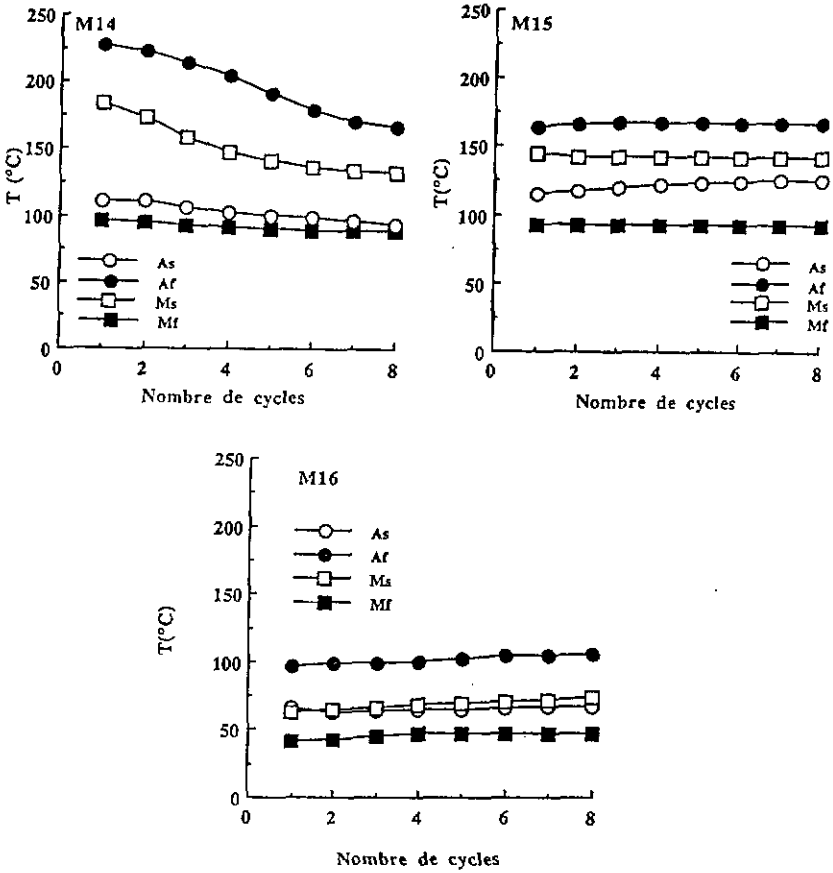 M14
250
200
150
100
50
0
T (°C)
As
Af
Ms
Mf
0 2 4 6 8
Nombre de cycles
M15
250
200
150
100
50
0
T(°C)
As
Af
Ms
Mf
0 2 4 6 8
Nombre de cycles
M16
250
200
150
100
50
0
T(°C)
As
Af
Ms
Mf
0 2 4 6 8
Nombre de cycles